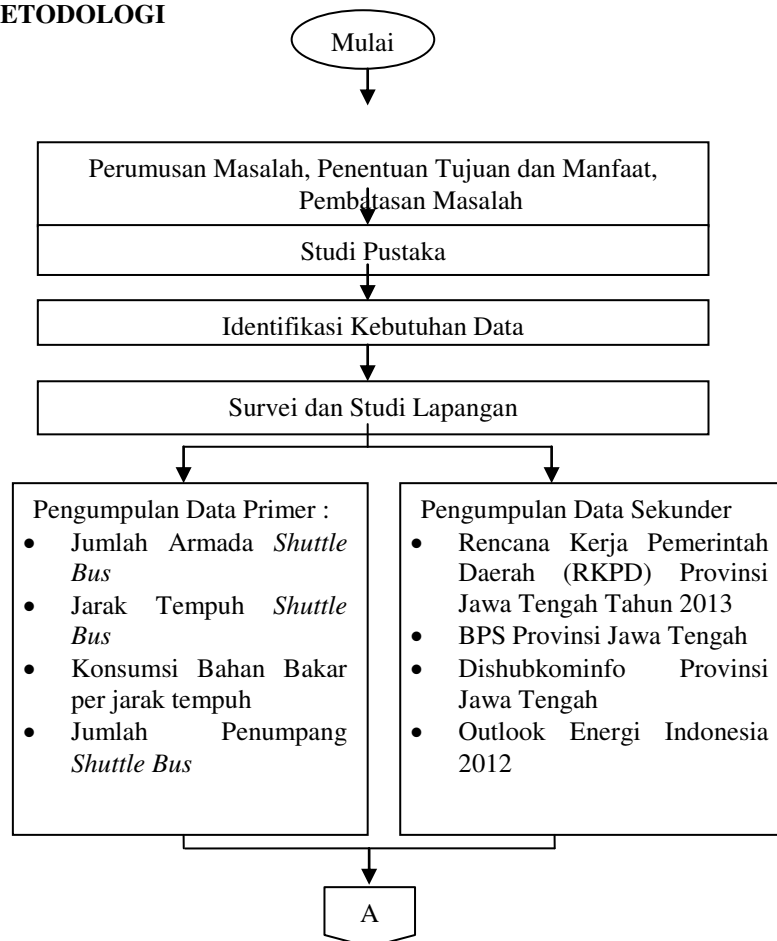 ETODOLOGI
Mulai
Perumusan Masalah, Penentuan Tujuan dan Manfaat,
Pembatasan Masalah
Studi Pustaka
Identifikasi Kebutuhan Data
Survei dan Studi Lapangan
Pengumpulan Data Primer :
• Jumlah Armada Shuttle
Bus
• Jarak Tempuh Shuttle
Bus
• Konsumsi Bahan Bakar
per jarak tempuh
• Jumlah Penumpang
Shuttle Bus
Pengumpulan Data Sekunder
• Rencana Kerja Pemerintah
Daerah (RKPD) Provinsi
Jawa Tengah Tahun 2013
• BPS Provinsi Jawa Tengah
• Dishubkominfo Provinsi
Jawa Tengah
• Outlook Energi Indonesia
2012
A